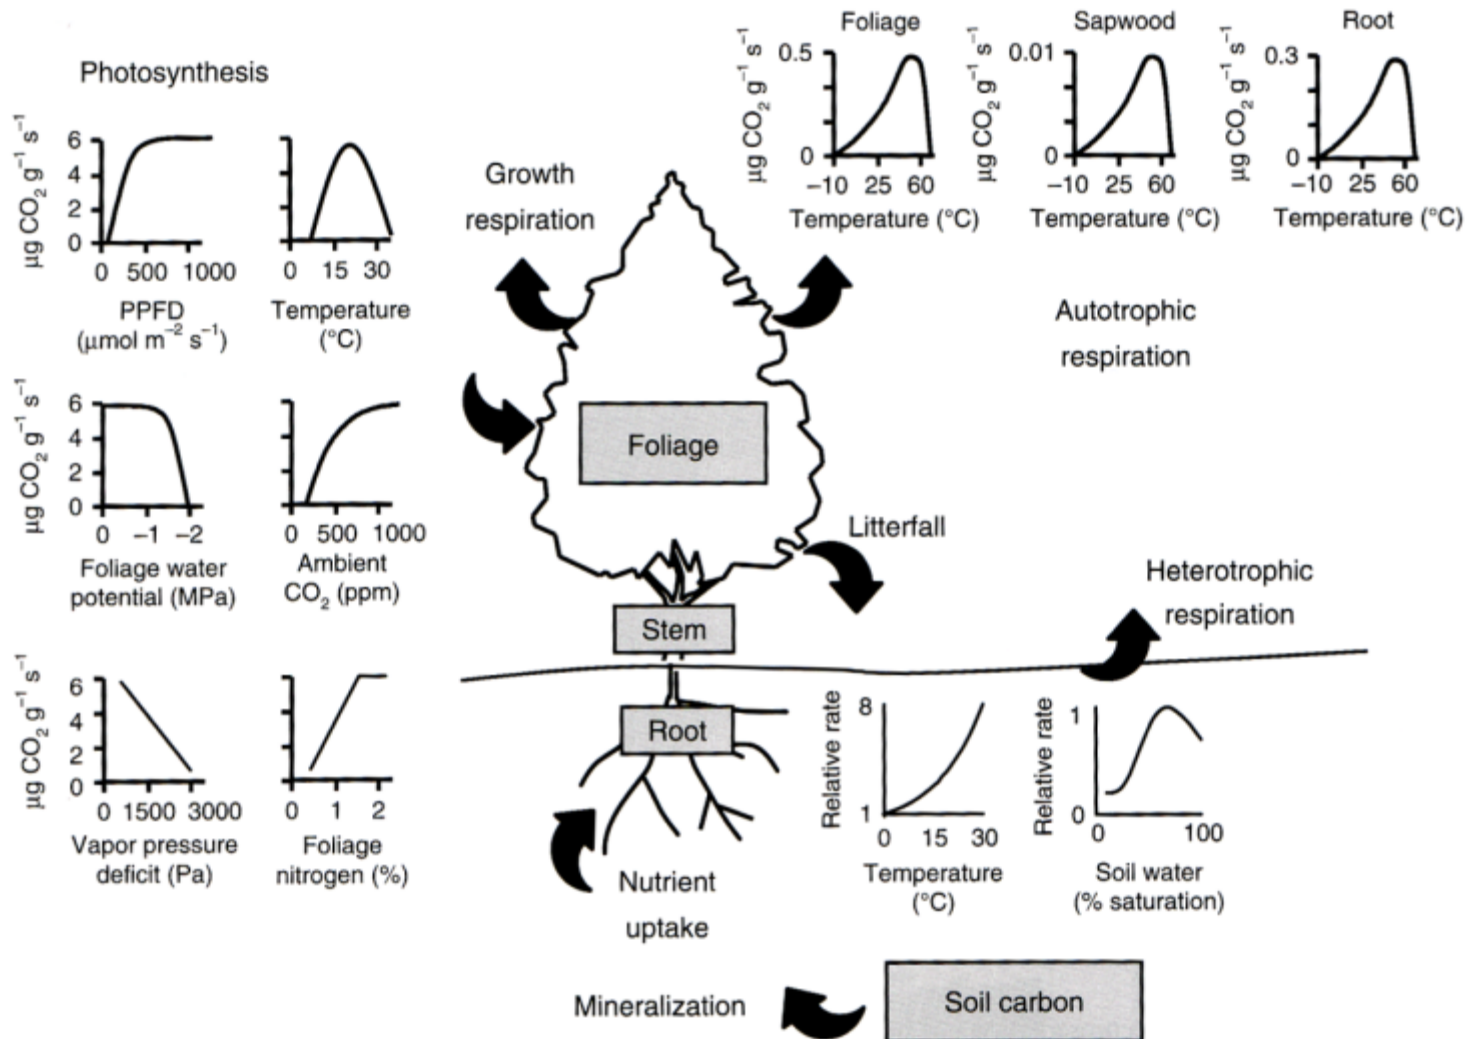 Photosynthesis
μg CO₂ g⁻¹ s⁻¹
6
4
2
0
0 500 1000
PPFD
(μmol m⁻² s⁻¹)
0 15 30
Temperature
(°C)
μg CO₂ g⁻¹ s⁻¹
6
4
2
0
0 −1 −2
Foliage water
potential (MPa)
0 500 1000
Ambient
CO₂ (ppm)
μg CO₂ g⁻¹ s⁻¹
6
4
2
0
0 1500 3000
Vapor pressure
deficit (Pa)
0 1 2
Foliage
nitrogen (%)
Growth
respiration
Foliage
μg CO₂ g⁻¹ s⁻¹
0.5
0
−10 25 60
Temperature (°C)
Sapwood
μg CO₂ g⁻¹ s⁻¹
0.01
0
−10 25 60
Temperature (°C)
Root
μg CO₂ g⁻¹ s⁻¹
0.3
0
−10 25 60
Temperature (°C)
Autotrophic
respiration
Foliage
Litterfall
Stem
Heterotrophic
respiration
Root
Relative rate
8
1
0 15 30
Temperature
(°C)
Relative rate
1
0
0 100
Soil water
(% saturation)
Nutrient
uptake
Mineralization
Soil carbon